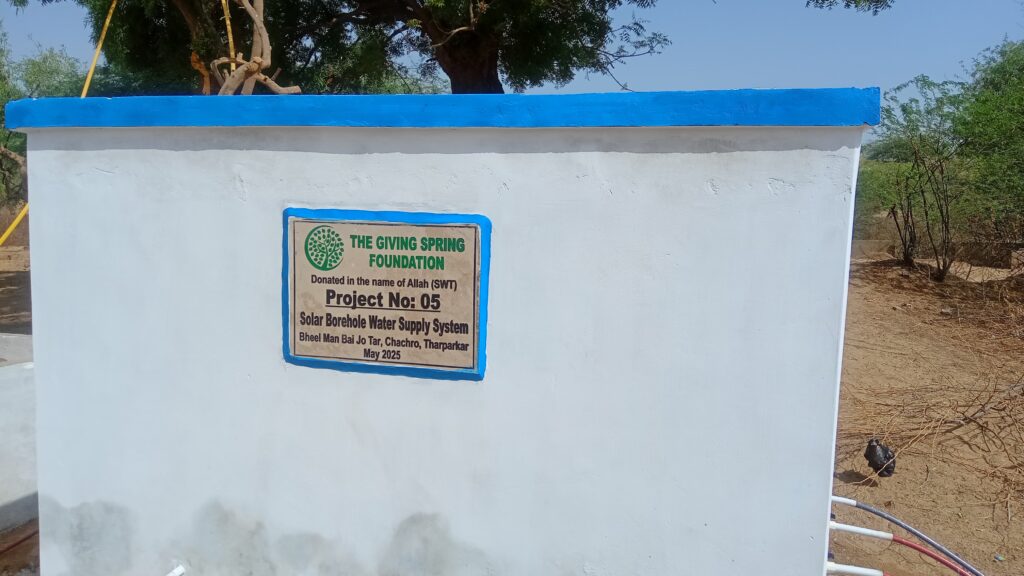 THE GIVING SPRING
FOUNDATION
Donated in the name of Allah (SWT)
Project No: 05
Solar Borehole Water Supply System
Bheel Man Bai Jo Tar, Chachro, Tharparkar
May 2025